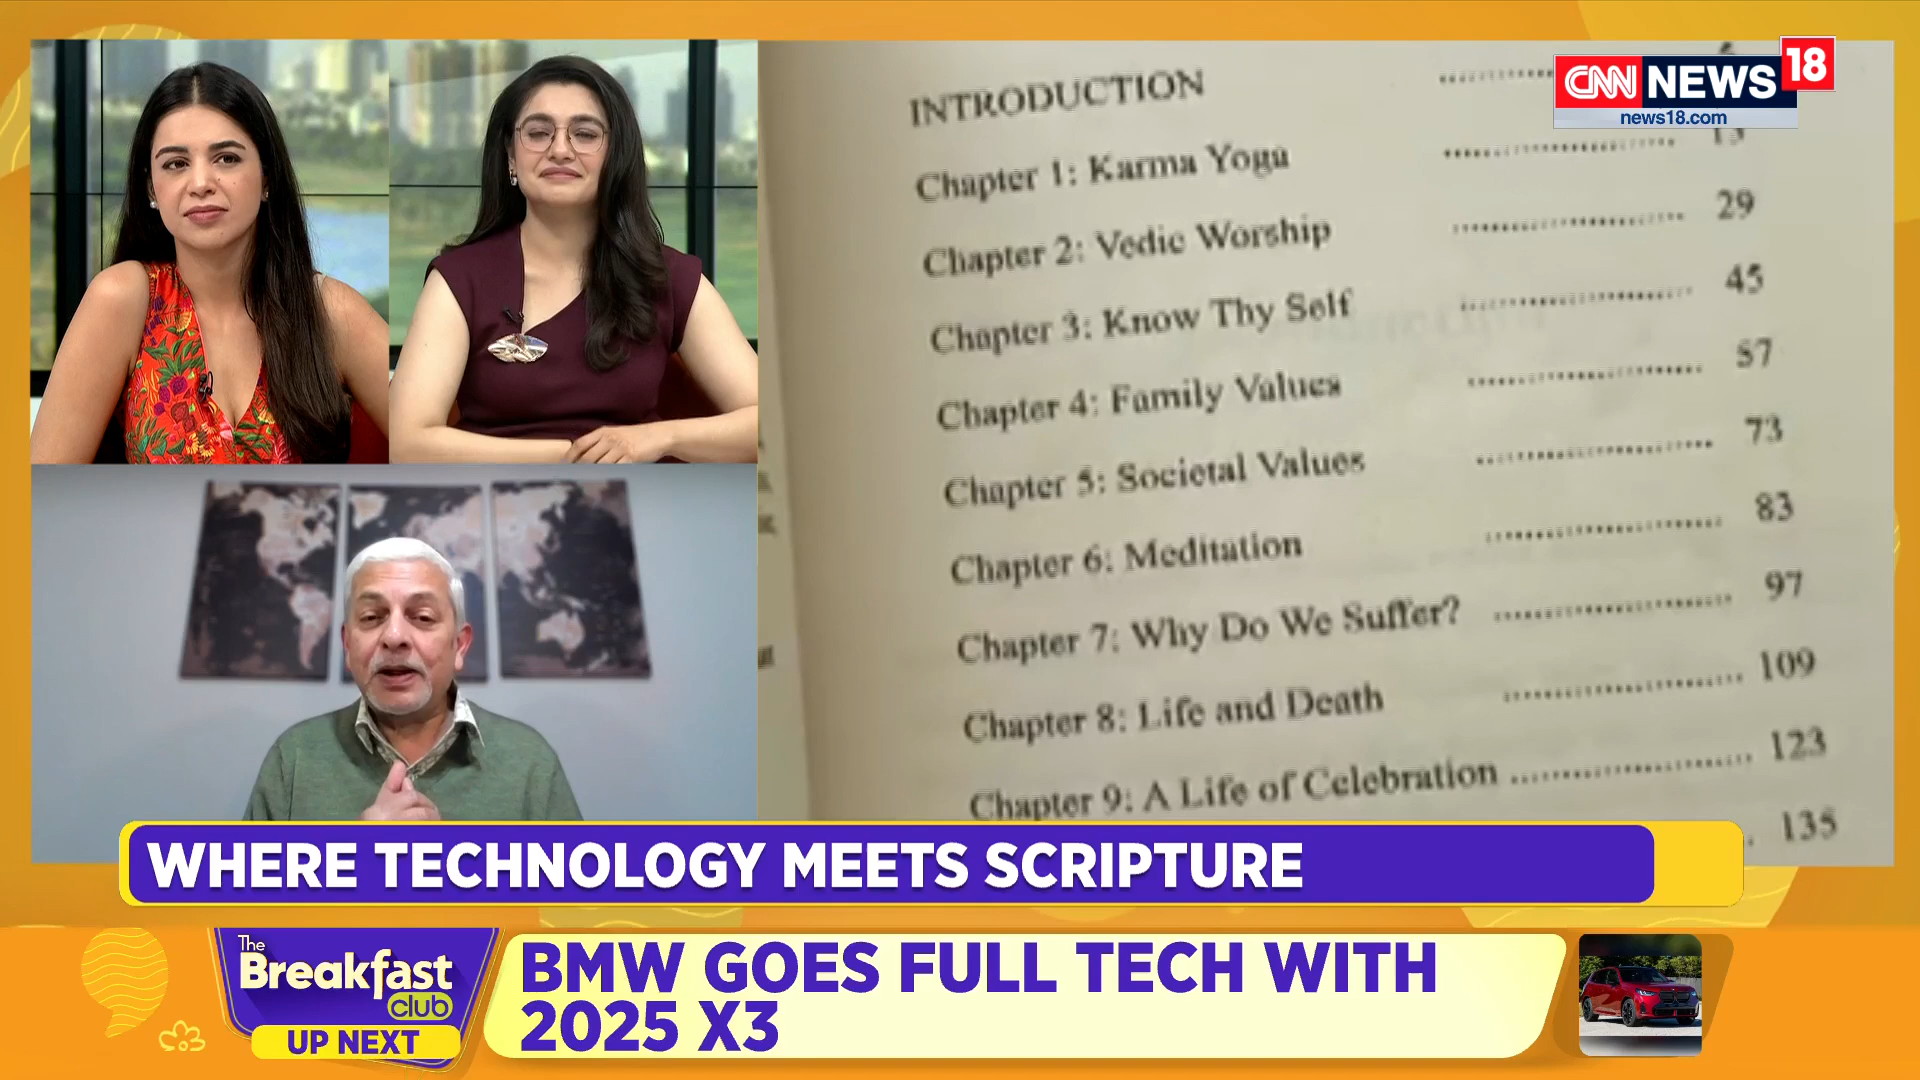 CNN NEWS 18
news18.com
INTRODUCTION ..........
Chapter 1: Karma Yoga .......................... 13
Chapter 2: Vedic Worship .......................... 29
Chapter 3: Know Thy Self .......................... 45
Chapter 4: Family Values .......................... 57
Chapter 5: Societal Values .......................... 73
Chapter 6: Meditation .......................... 83
Chapter 7: Why Do We Suffer? .......................... 97
Chapter 8: Life and Death .......................... 109
Chapter 9: A Life of Celebration .......................... 123
135
WHERE TECHNOLOGY MEETS SCRIPTURE
The
Breakfast
club
UP NEXT
BMW GOES FULL TECH WITH
2025 X3